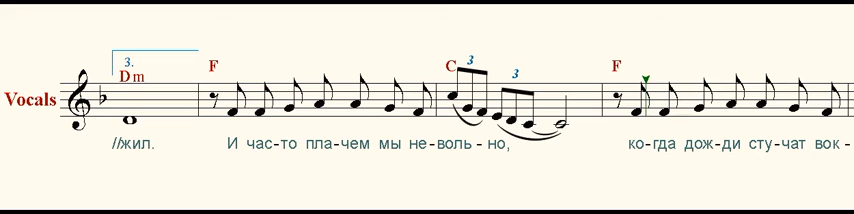 3.
Dm F C 3 3 F
Vocals
//жил. И час-то пла-чем мы не-воль - но, ко-гда дож-ди сту-чат вок -